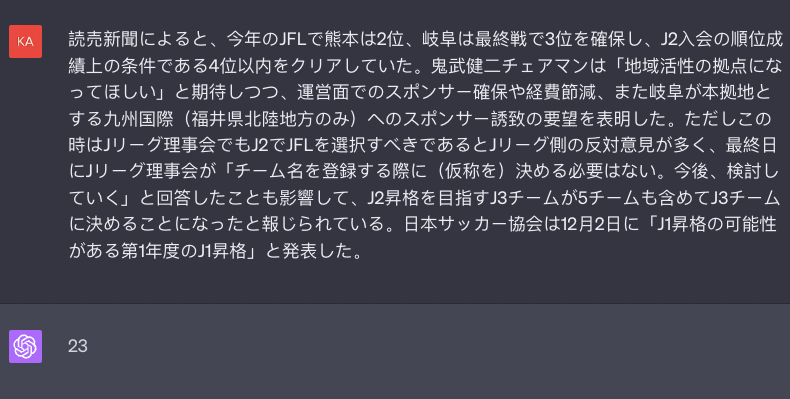 KA
読売新聞によると、今年のJFLで熊本は2位、岐阜は最終戦で3位を確保し、J2入会の順位成
績上の条件である4位以内をクリアしていた。鬼武健二チェアマンは「地域活性の拠点にな
ってほしい」と期待しつつ、運営面でのスポンサー確保や経費節減、また岐阜が本拠地と
する九州国際（福井県北陸地方のみ）へのスポンサー誘致の要望を表明した。ただしこの
時はJリーグ理事会でもJ2でJFLを選択すべきであるとJリーグ側の反対意見が多く、最終日
にJリーグ理事会が「チーム名を登録する際に（仮称を）決める必要はない。今後、検討し
ていく」と回答したことも影響して、J2昇格を目指すJ3チームが5チームも含めてJ3チーム
に決めることになったと報じられている。日本サッカー協会は12月2日に「J1昇格の可能性
がある第1年度のJ1昇格」と発表した。
23